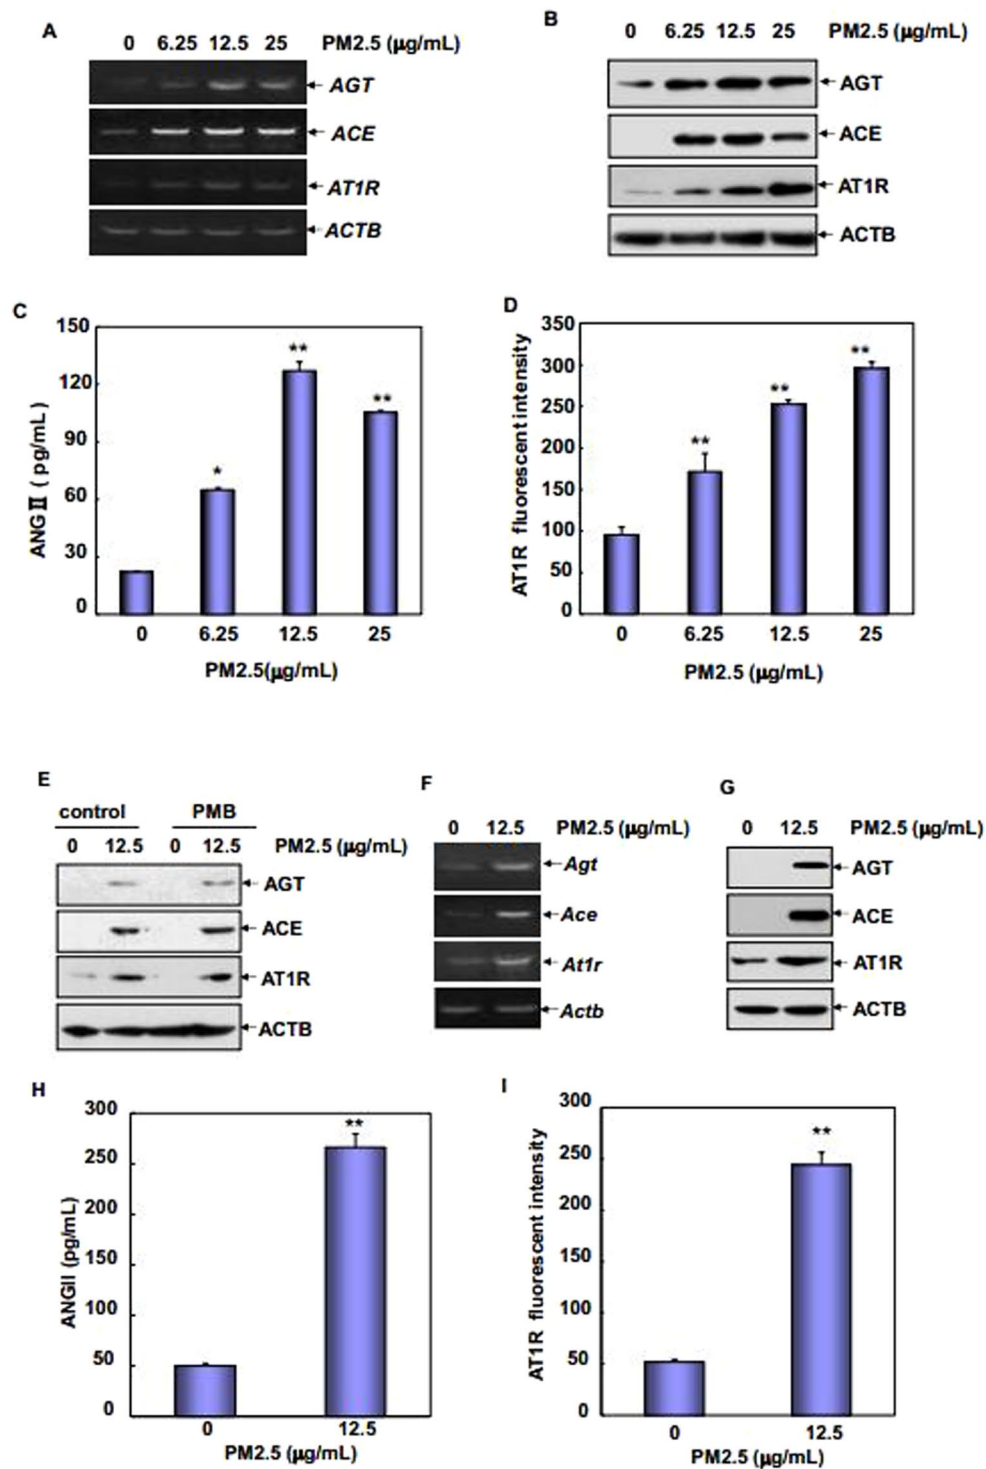 A
0 6.25 12.5 25 PM2.5 (μg/mL)
AGT
ACE
AT1R
ACTB
B
0 6.25 12.5 25 PM2.5 (μg/mL)
AGT
ACE
AT1R
ACTB
C
150
120
90
60
30
0
ANGⅡ ( pg/mL)
*
**
**
0 6.25 12.5 25
PM2.5(μg/mL)
D
350
300
250
200
150
100
50
0
AT1R fluorescent intensity
**
**
**
0 6.25 12.5 25
PM2.5 (μg/mL)
E
control PMB
0 12.5 0 12.5 PM2.5 (μg/mL)
AGT
ACE
AT1R
ACTB
F
0 12.5 PM2.5 (μg/mL)
Agt
Ace
At1r
Actb
G
0 12.5 PM2.5 (μg/mL)
AGT
ACE
AT1R
ACTB
H
300
250
200
150
100
50
0
ANGII (pg/mL)
**
0 12.5
PM2.5 (μg/mL)
I
300
250
200
150
100
50
0
AT1R fluorescent intensity
**
0 12.5
PM2.5 (μg/mL)